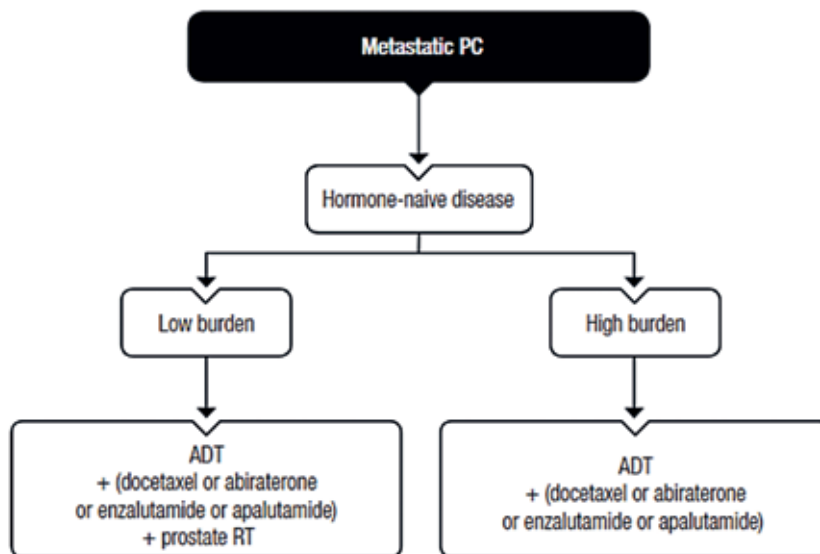 Metastatic PC
Hormone-naive disease
Low burden
High burden
ADT
+ (docetaxel or abiraterone
or enzalutamide or apalutamide)
+ prostate RT
ADT
+ (docetaxel or abiraterone
or enzalutamide or apalutamide)